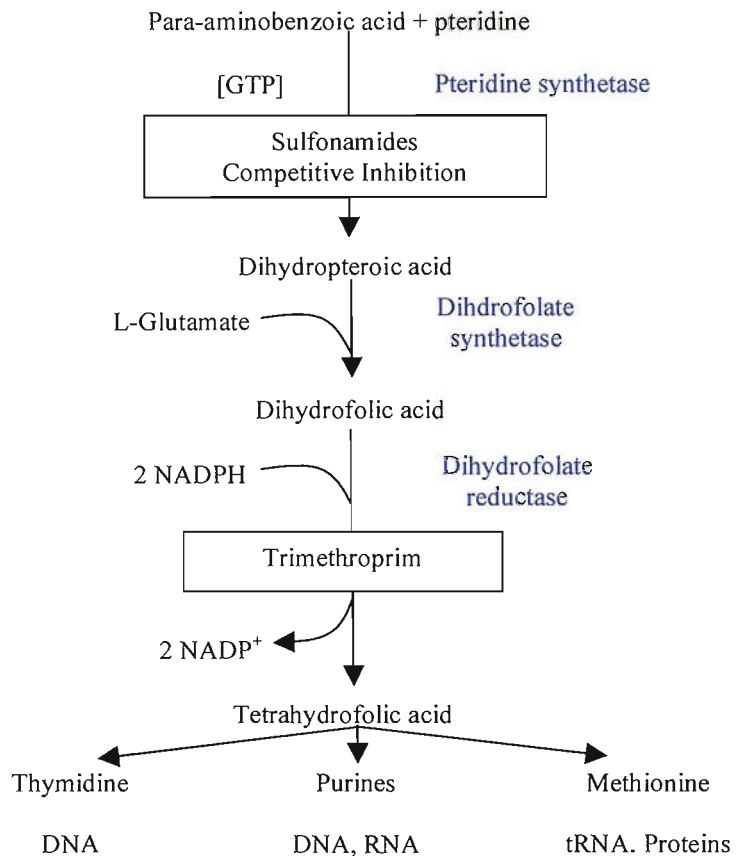 Para-aminobenzoic acid + pteridine
[GTP]
Pteridine synthetase
Sulfonamides
Competitive Inhibition
Dihydropteroic acid
L-Glutamate
Dihdrofolate
synthetase
Dihydrofolic acid
2 NADPH
Dihydrofolate
reductase
Trimethroprim
2 NADP⁺
Tetrahydrofolic acid
Thymidine
Purines
Methionine
DNA
DNA, RNA
tRNA. Proteins